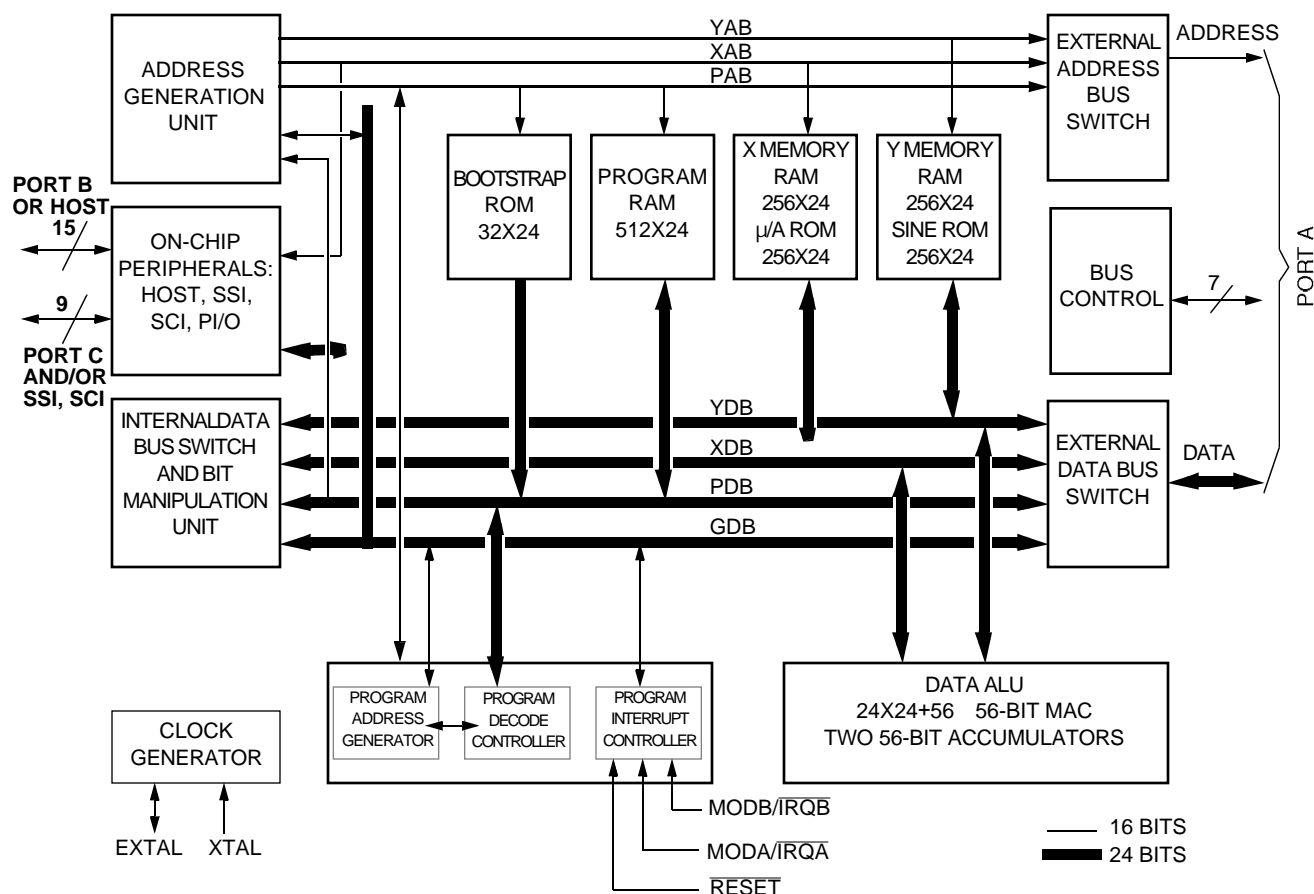 YAB
XAB
PAB
ADDRESS
GENERATION
UNIT
EXTERNAL
ADDRESS
BUS
SWITCH
ADDRESS
PORT B
OR HOST
15
ON-CHIP
PERIPHERALS:
HOST, SSI,
SCI, PI/O
9
PORT C
AND/OR
SSI, SCI
BOOTSTRAP
ROM
32X24
PROGRAM
RAM
512X24
X MEMORY
RAM
256X24
µ/A ROM
256X24
Y MEMORY
RAM
256X24
SINE ROM
256X24
BUS
CONTROL
7
PORT A
INTERNALDATA
BUS SWITCH
AND BIT
MANIPULATION
UNIT
YDB
XDB
PDB
GDB
EXTERNAL
DATA BUS
SWITCH
DATA
PROGRAM
ADDRESS
GENERATOR
PROGRAM
DECODE
CONTROLLER
PROGRAM
INTERRUPT
CONTROLLER
DATA ALU
24X24+56 56-BIT MAC
TWO 56-BIT ACCUMULATORS
CLOCK
GENERATOR
EXTAL
XTAL
MODB/IRQB
MODA/IRQA
RESET
16 BITS
24 BITS